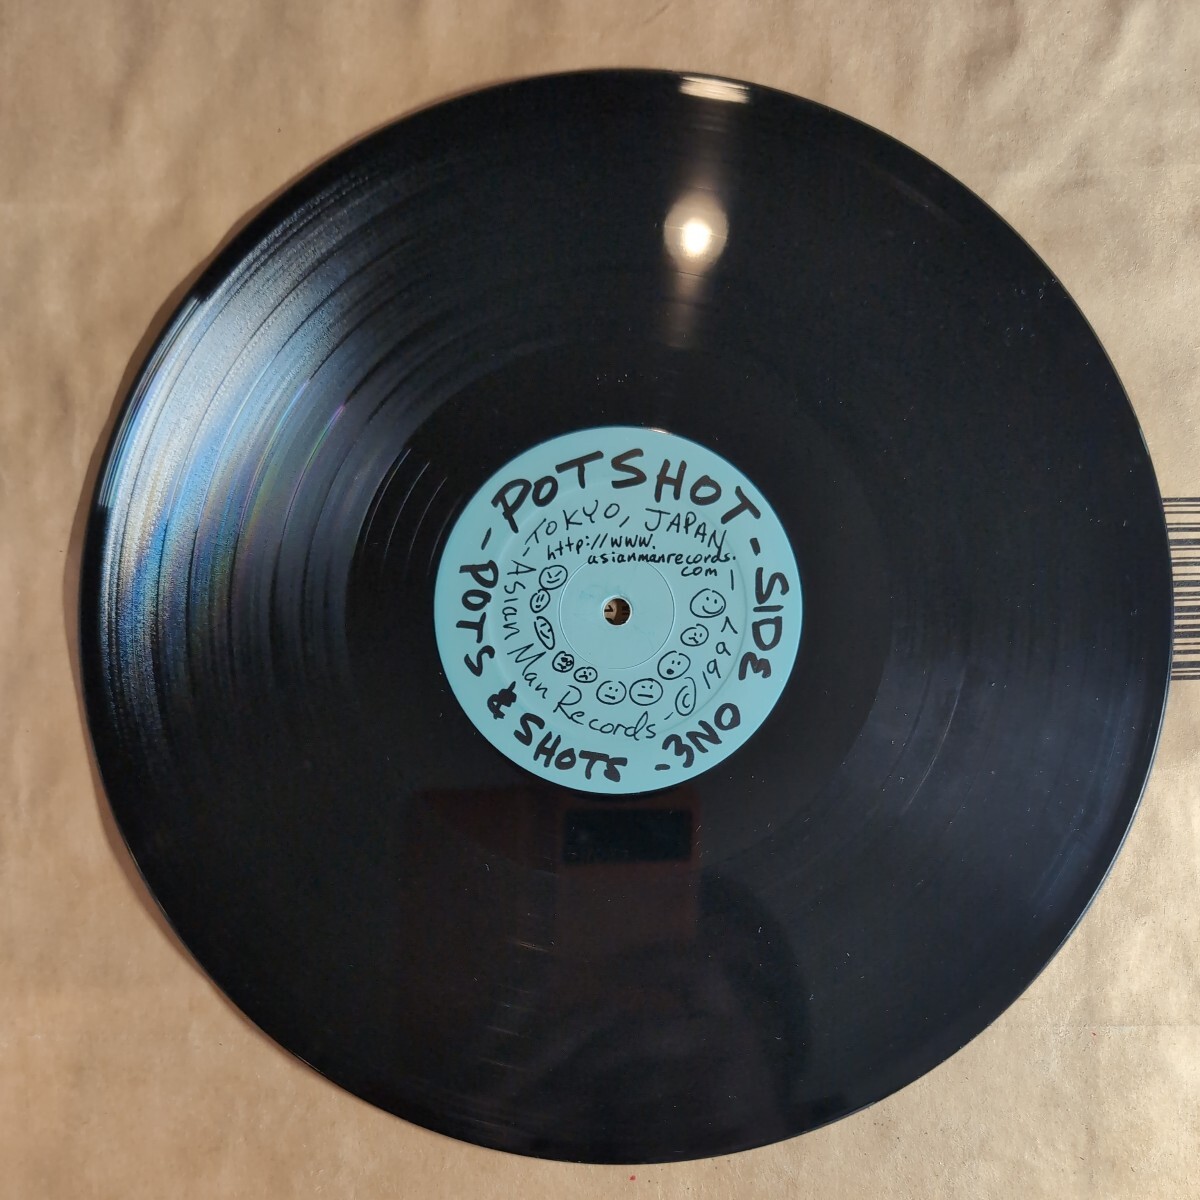 -POTSHOT-SIDE ONE-
POTS & SHOTS
-TOKYO, JAPAN-
http://www.
asianmanrecords.
com
-Asian Man Records-©1997